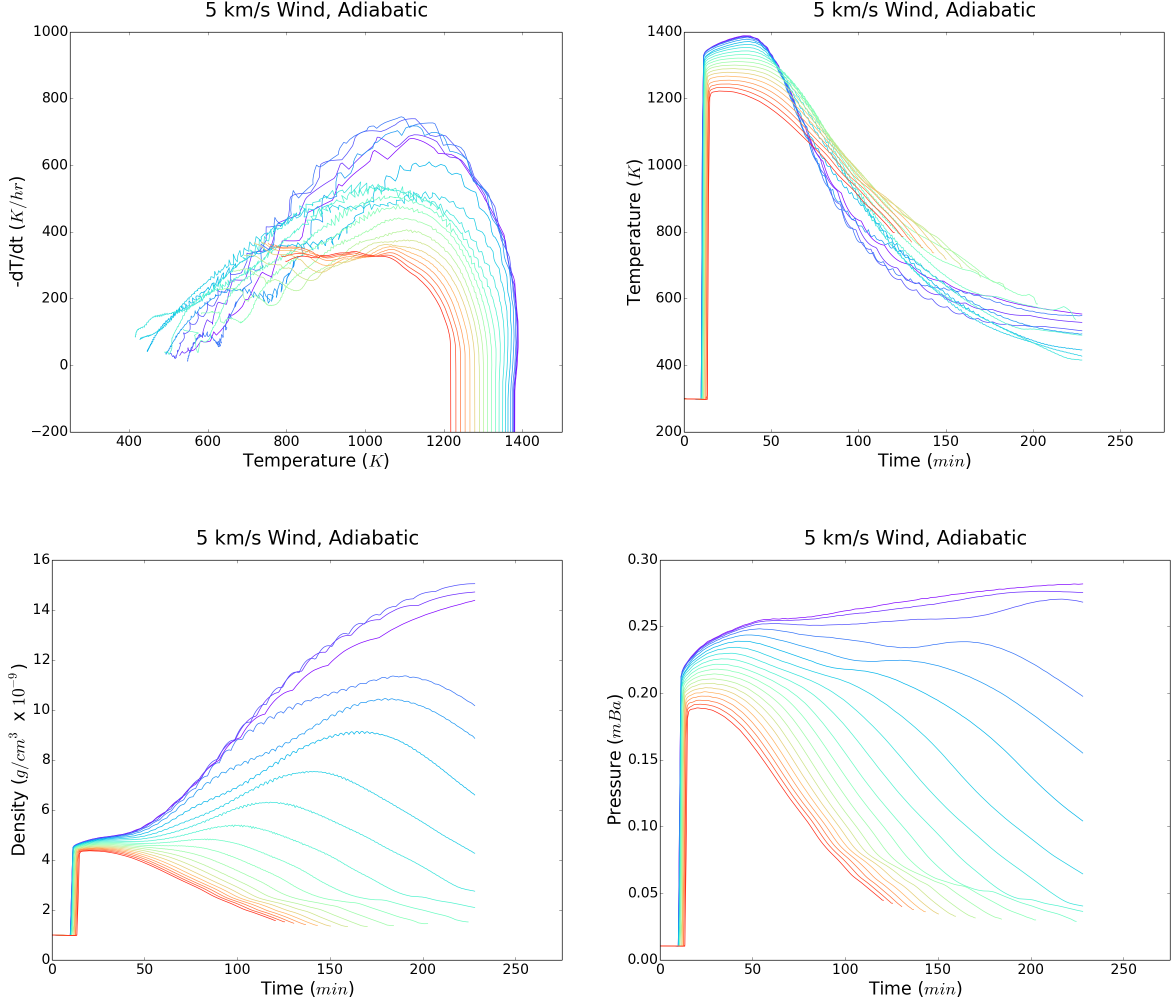 5 km/s Wind, Adiabatic
1000
800
600
400
200
0
−200
-dT/dt (K/hr)
400 600 800 1000 1200 1400
Temperature (K)
5 km/s Wind, Adiabatic
1400
1200
1000
800
600
400
200
Temperature (K)
0 50 100 150 200 250
Time (min)
5 km/s Wind, Adiabatic
16
14
12
10
8
6
4
2
0
Density (g/cm³ x 10⁻⁹)
0 50 100 150 200 250
Time (min)
5 km/s Wind, Adiabatic
0.30
0.25
0.20
0.15
0.10
0.05
0.00
Pressure (mBa)
0 50 100 150 200 250
Time (min)